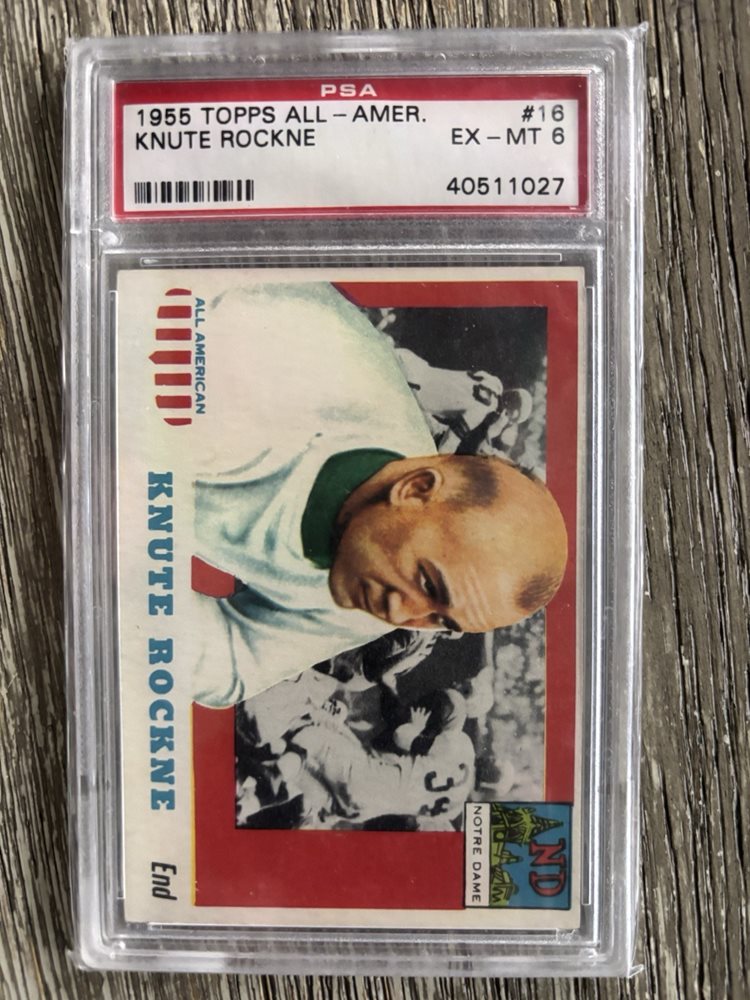 PSA
1955 TOPPS ALL-AMER. #16
KNUTE ROCKNE EX-MT 6
40511027
ALL AMERICAN
KNUTE ROCKNE End
ND
NOTRE DAME
34